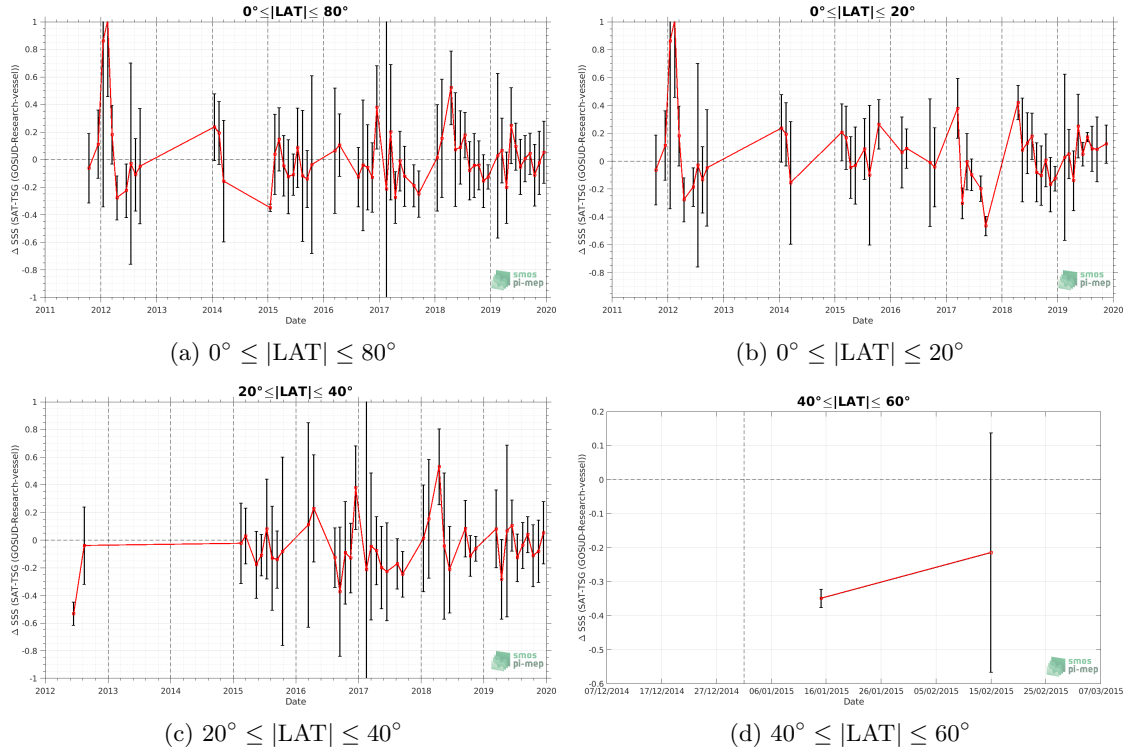 0°≤|LAT|≤ 80°
Δ SSS (SAT-TSG (GOSUD-Research-vessel))
1
0.8
0.6
0.4
0.2
0
-0.2
-0.4
-0.6
-0.8
-1
2011 2012 2013 2014 2015 2016 2017 2018 2019 2020
Date
smos
pi-mep
(a) 0° ≤ |LAT| ≤ 80°
0°≤|LAT|≤ 20°
Δ SSS (SAT-TSG (GOSUD-Research-vessel))
1
0.8
0.6
0.4
0.2
0
-0.2
-0.4
-0.6
-0.8
2011 2012 2013 2014 2015 2016 2017 2018 2019 2020
Date
smos
pi-mep
(b) 0° ≤ |LAT| ≤ 20°
20°≤|LAT|≤ 40°
Δ SSS (SAT-TSG (GOSUD-Research-vessel))
1
0.8
0.6
0.4
0.2
0
-0.2
-0.4
-0.6
-0.8
-1
2012 2013 2014 2015 2016 2017 2018 2019 2020
Date
smos
pi-mep
(c) 20° ≤ |LAT| ≤ 40°
40°≤|LAT|≤ 60°
Δ SSS (SAT-TSG (GOSUD-Research-vessel))
0.2
0.1
0
-0.1
-0.2
-0.3
-0.4
-0.5
-0.6
07/12/2014 17/12/2014 27/12/2014 06/01/2015 16/01/2015 26/01/2015 05/02/2015 15/02/2015 25/02/2015 07/03/2015
Date
smos
pi-mep
(d) 40° ≤ |LAT| ≤ 60°